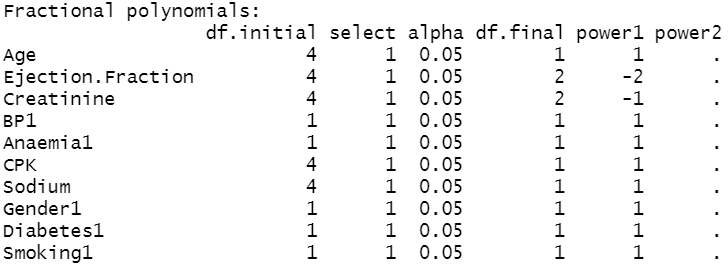 Fractional polynomials:
df.initial select alpha df.final power1 power2
Age 4 1 0.05 1 1 .
Ejection.Fraction 4 1 0.05 2 -2 .
Creatinine 4 1 0.05 2 -1 .
BP1 1 1 0.05 1 1 .
Anaemia1 1 1 0.05 1 1 .
CPK 4 1 0.05 1 1 .
Sodium 4 1 0.05 1 1 .
Gender1 1 1 0.05 1 1 .
Diabetes1 1 1 0.05 1 1 .
Smoking1 1 1 0.05 1 1 .